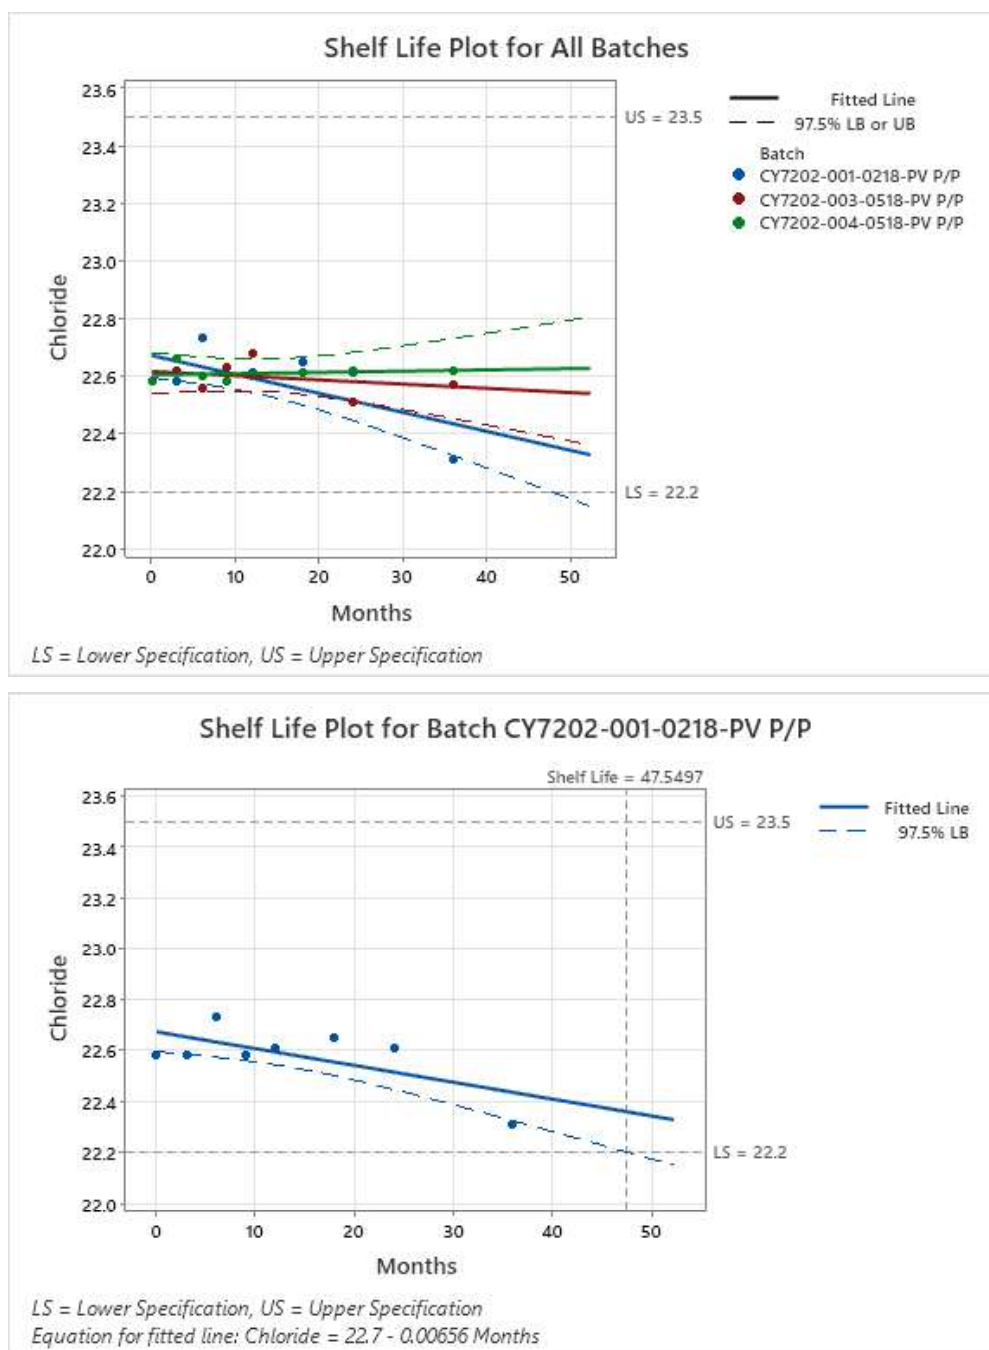 Shelf Life Plot for All Batches
23.6
23.4
23.2
23.0
22.8
22.6
22.4
22.2
22.0
Chloride
0 10 20 30 40 50
Months
US = 23.5
LS = 22.2
Fitted Line
97.5% LB or UB
Batch
CY7202-001-0218-PV P/P
CY7202-003-0518-PV P/P
CY7202-004-0518-PV P/P
LS = Lower Specification, US = Upper Specification
Shelf Life Plot for Batch CY7202-001-0218-PV P/P
Shelf Life = 47.5497
23.6
23.4
23.2
23.0
22.8
22.6
22.4
22.2
22.0
Chloride
0 10 20 30 40 50
Months
US = 23.5
LS = 22.2
Fitted Line
97.5% LB
LS = Lower Specification, US = Upper Specification
Equation for fitted line: Chloride = 22.7 - 0.00656 Months